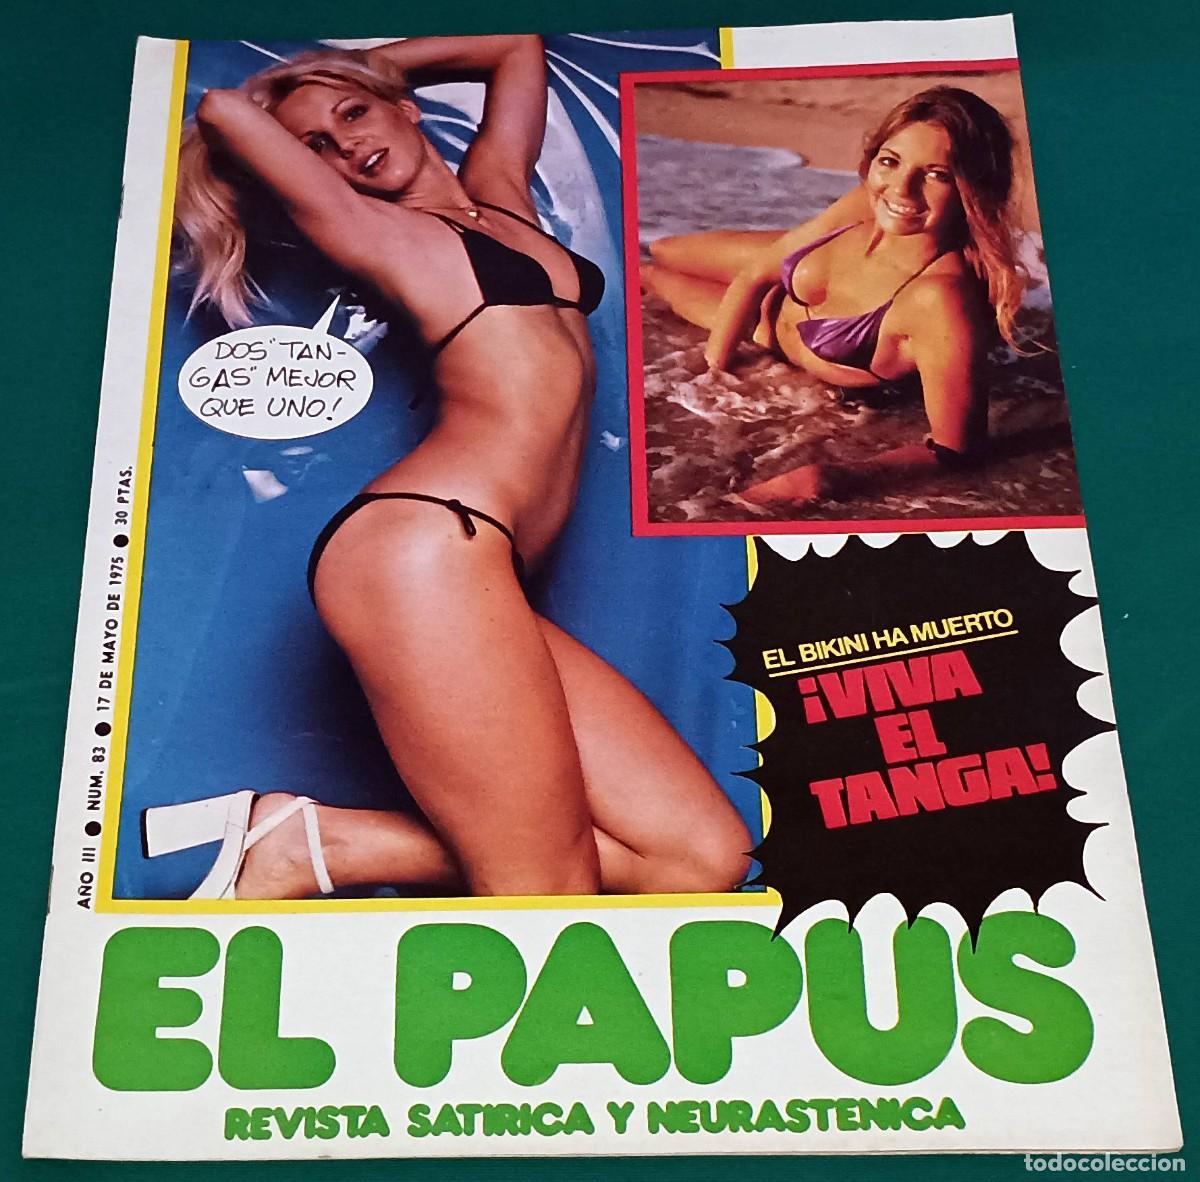 DOS "TAN-
GAS" MEJOR
QUE UNO!
AÑO III ● NUM. 83 ● 17 DE MAYO DE 1975 ● 30 PTAS.
EL BIKINI HA MUERTO
¡VIVA
EL
TANGA!
EL PAPUS
REVISTA SATIRICA Y NEURASTENICA
todocoleccion